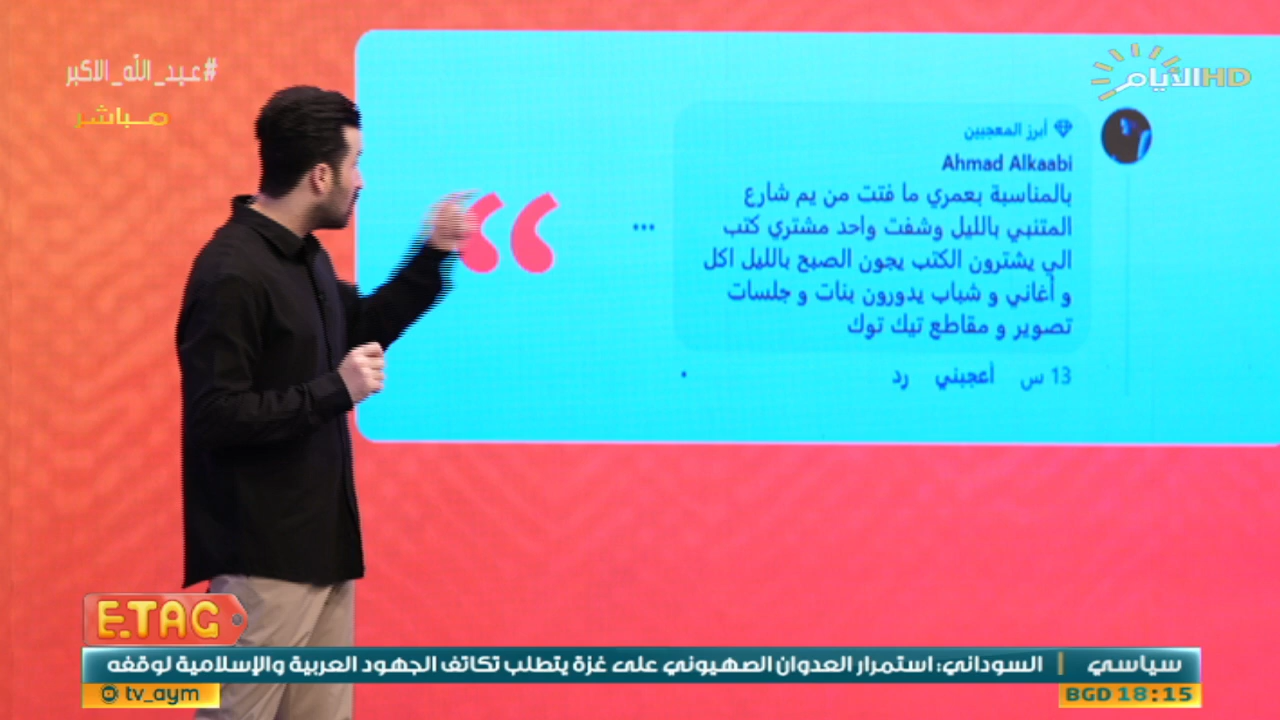 #عبد_الله_الاكبر
مباشر
الأيام HD
أبرز المعجبين
Ahmad Alkaabi
بالمناسبة بعمري ما فتت من يم شارع
المتنبي بالليل وشفت واحد مشتري كتب
الي يشترون الكتب يجون الصبح بالليل اكل
و أغاني و شباب يدورون بنات و جلسات
تصوير و مقاطع تيك توك
13 س أعجبني رد
E.TAG
سياسي | السوداني: استمرار العدوان الصهيوني على غزة يتطلب تكاتف الجهود العربية والإسلامية لوقفه
tv_aym
BGD 18:15